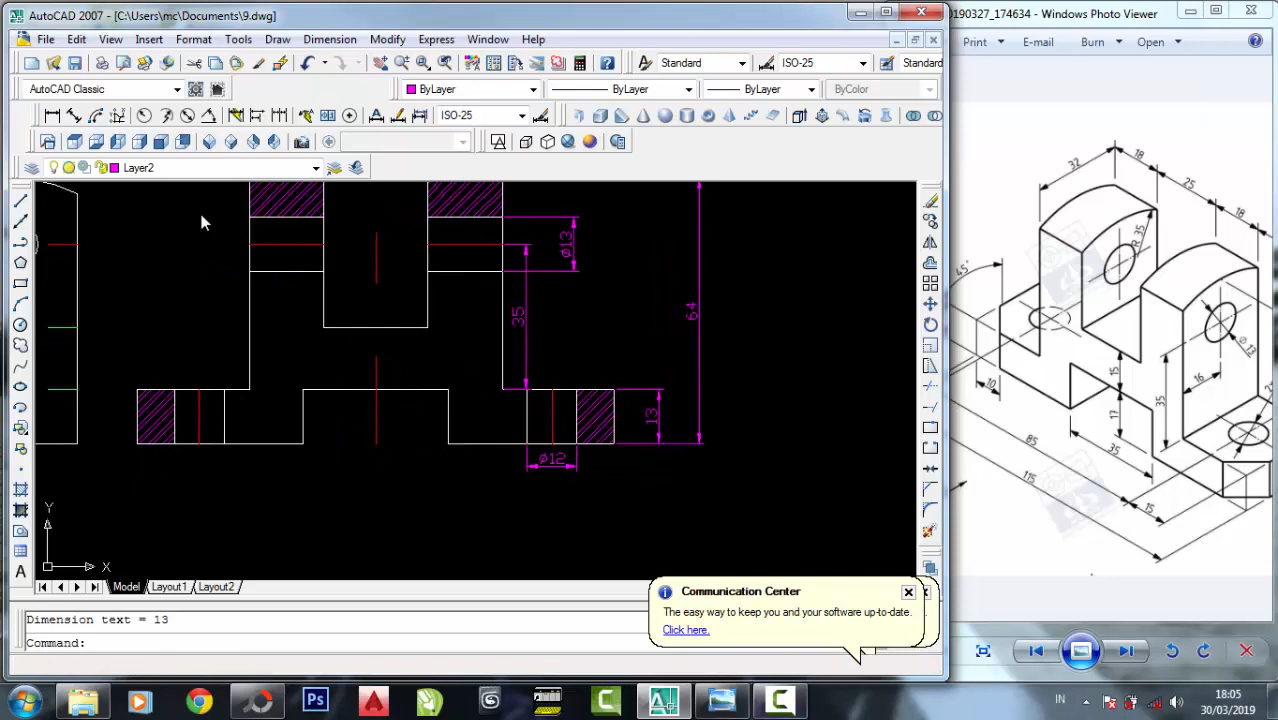 AutoCAD 2007 - [C:\Users\mc\Documents\9.dwg]
0190327_174634 - Windows Photo Viewer
File Edit View Insert Format Tools Draw Dimension Modify Express Window Help
Print E-mail Burn Open
Standard ISO-25 Standard
AutoCAD Classic ByLayer ByLayer ByLayer ByColor
ISO-25
Layer2
ø13
35
64
13
ø12
32
18
25
18
R 35
45°
Ø 13
16
10
15
35
17
85
35
115
15
Y
X
Model Layout1 Layout2
Communication Center
The easy way to keep you and your software up-to-date.
Click here.
Dimension text = 13
Command:
IN
18:05
30/03/2019